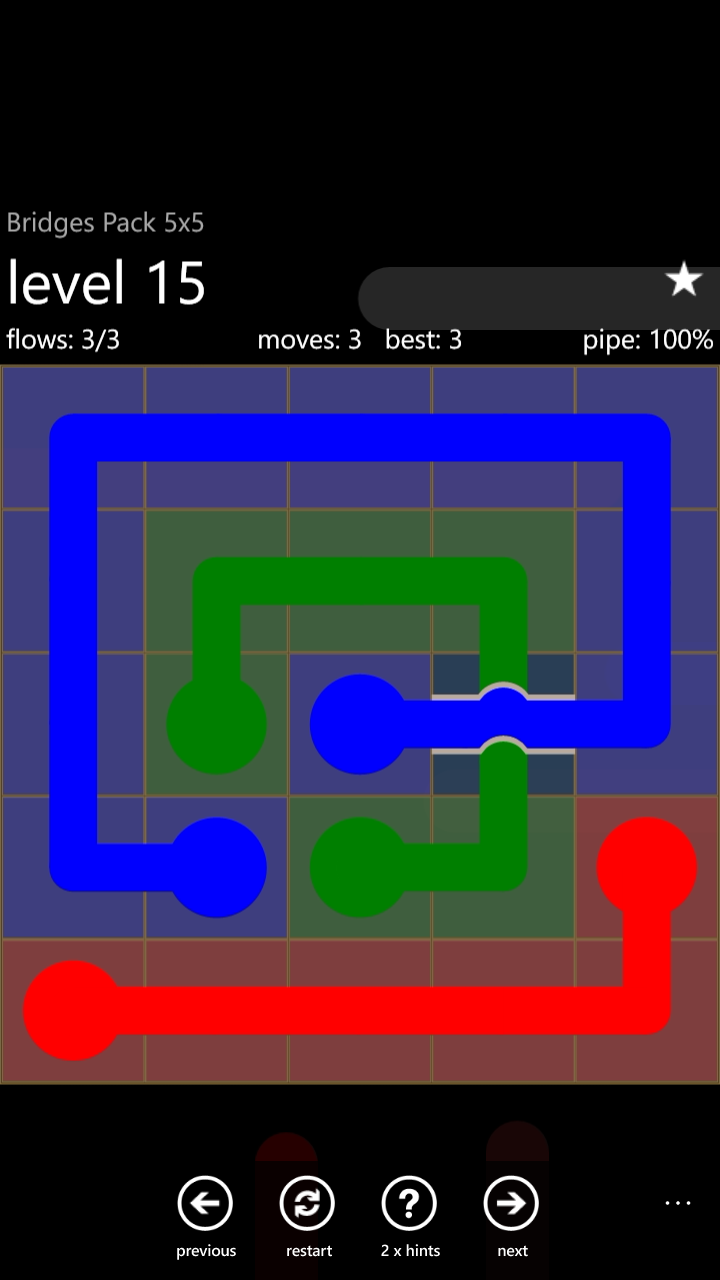 Bridges Pack 5x5
level 15
flows: 3/3 moves: 3 best: 3 pipe: 100%
previous restart 2 x hints next